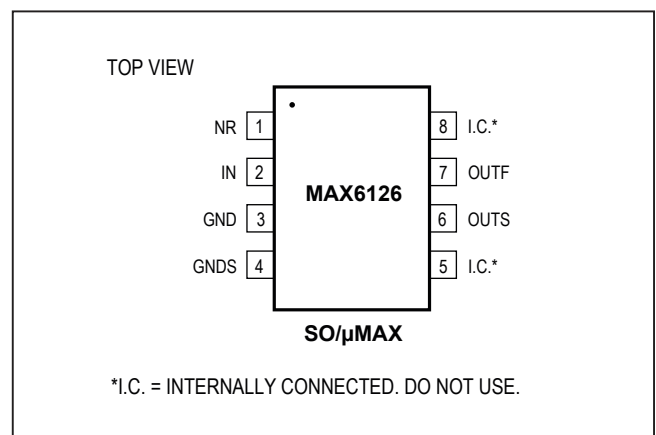 TOP VIEW
NR 1
8 I.C.*
IN 2
7 OUTF
MAX6126
GND 3
6 OUTS
GNDS 4
5 I.C.*
SO/µMAX
*I.C. = INTERNALLY CONNECTED. DO NOT USE.